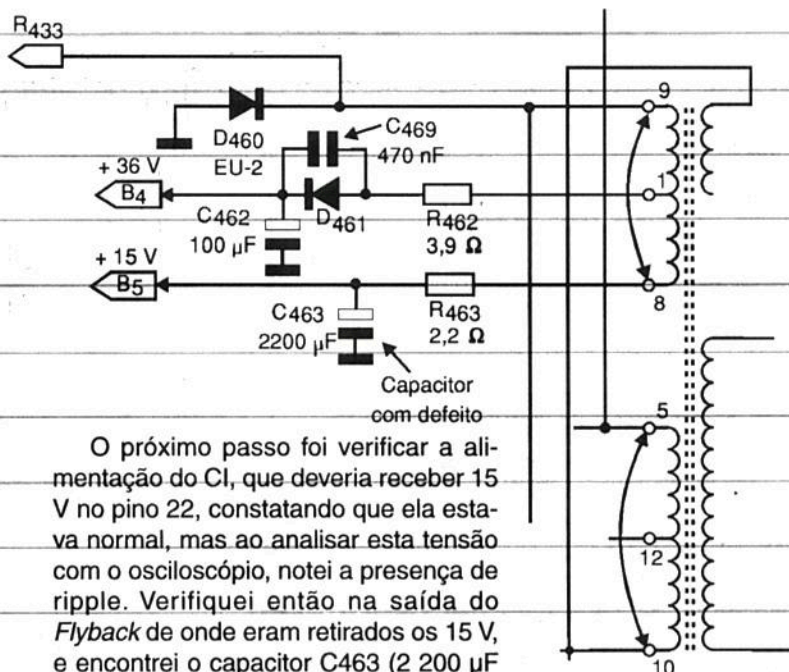 R433
9
D460
EU-2
C469
470 nF
+ 36 V
B4
D461
1
C462
100 µF
R462
3,9 Ω
+ 15 V
B5
8
C463
2200 µF
R463
2,2 Ω
Capacitor
com defeito
5
12
10
O próximo passo foi verificar a ali-
mentação do CI, que deveria receber 15
V no pino 22, constatando que ela esta-
va normal, mas ao analisar esta tensão
com o osciloscópio, notei a presença de
ripple. Verifiquei então na saída do
Flyback de onde eram retirados os 15 V,
e encontrei o capacitor C463 (2 200 µF